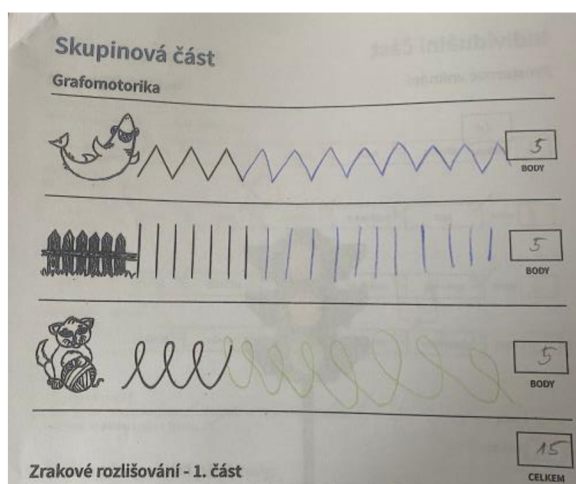 Skupinová část
Grafomotorika
5
BODY
5
BODY
5
BODY
15
CELKEM
Zrakové rozlišování - 1. část